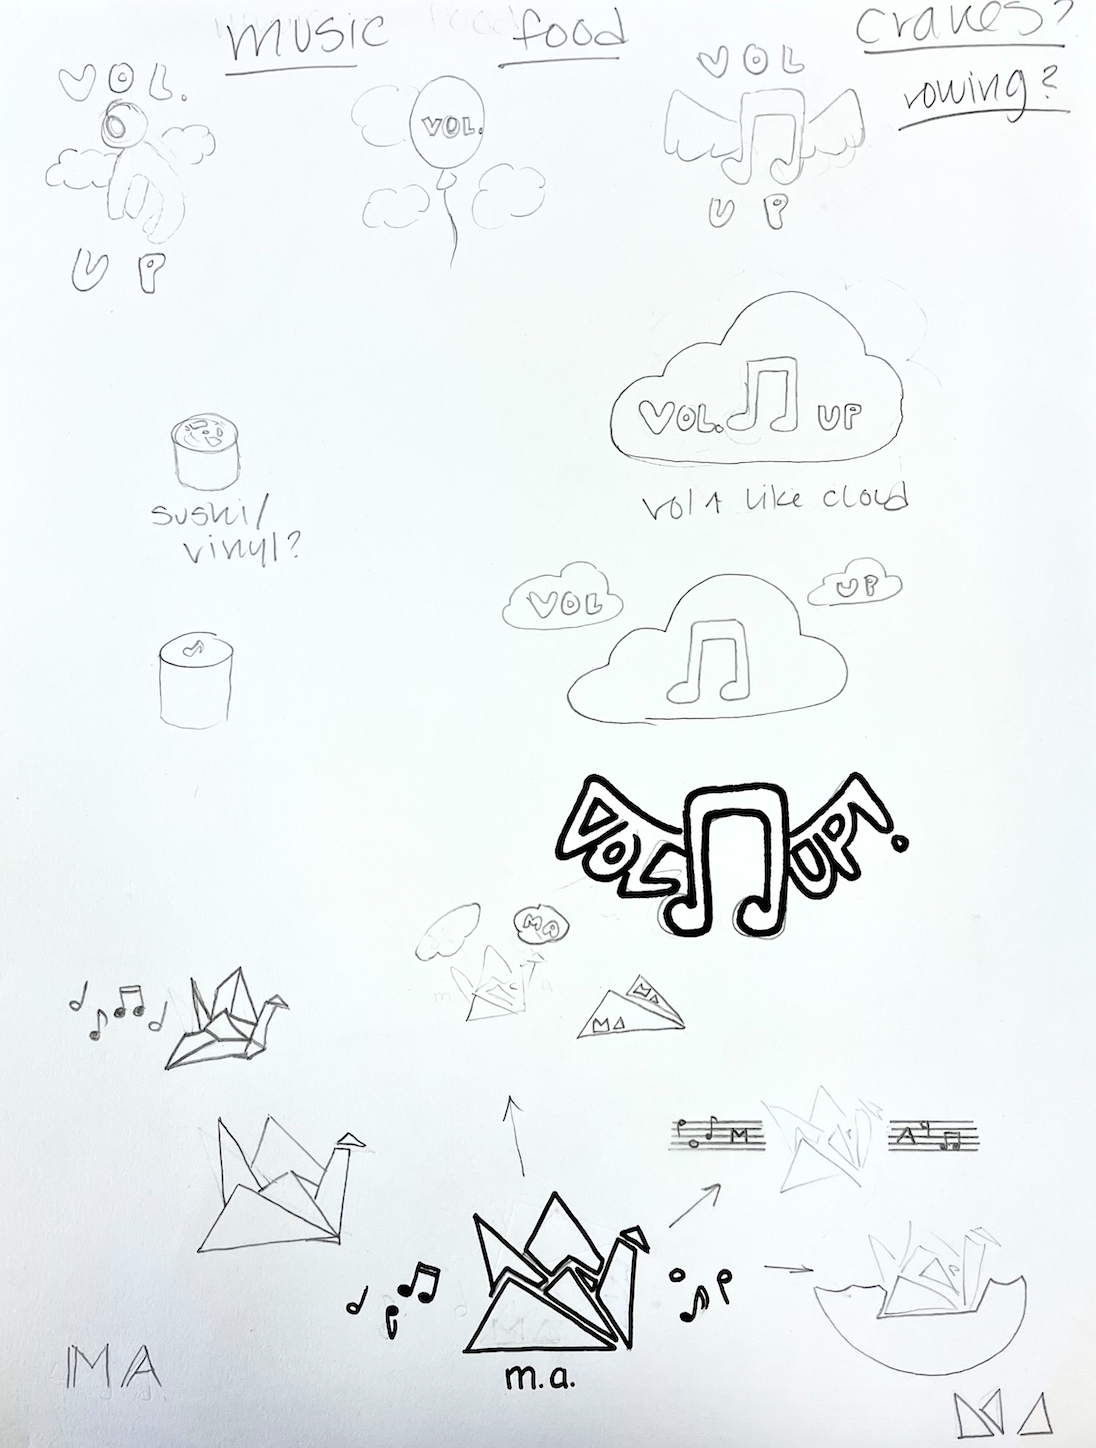 music
food
cranes?
rowing?
VOL.
UP
VOL.
VOL
UP
VOL. UP
vol ↑ like cloud
sushi/
vinyl?
VOL
UP
VOL UP!
MA
MA
MA
M
A
m.a.
MA
MA
MA